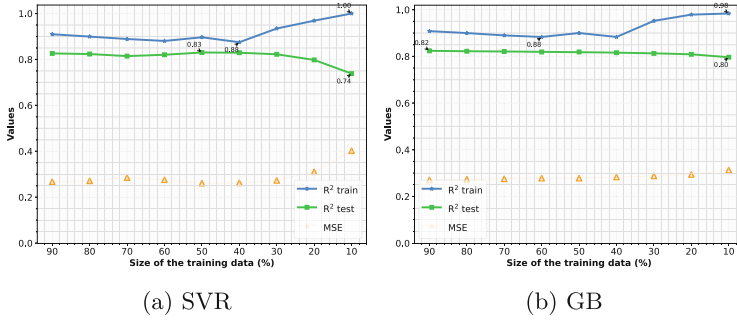 1.00
0.83
0.88
0.74
R² train
R² test
MSE
1.0
0.8
0.6
0.4
0.2
0.0
Values
90 80 70 60 50 40 30 20 10
Size of the training data (%)
(a) SVR
0.98
0.82
0.88
0.80
R² train
R² test
MSE
1.0
0.8
0.6
0.4
0.2
0.0
Values
90 80 70 60 50 40 30 20 10
Size of the training data (%)
(b) GB